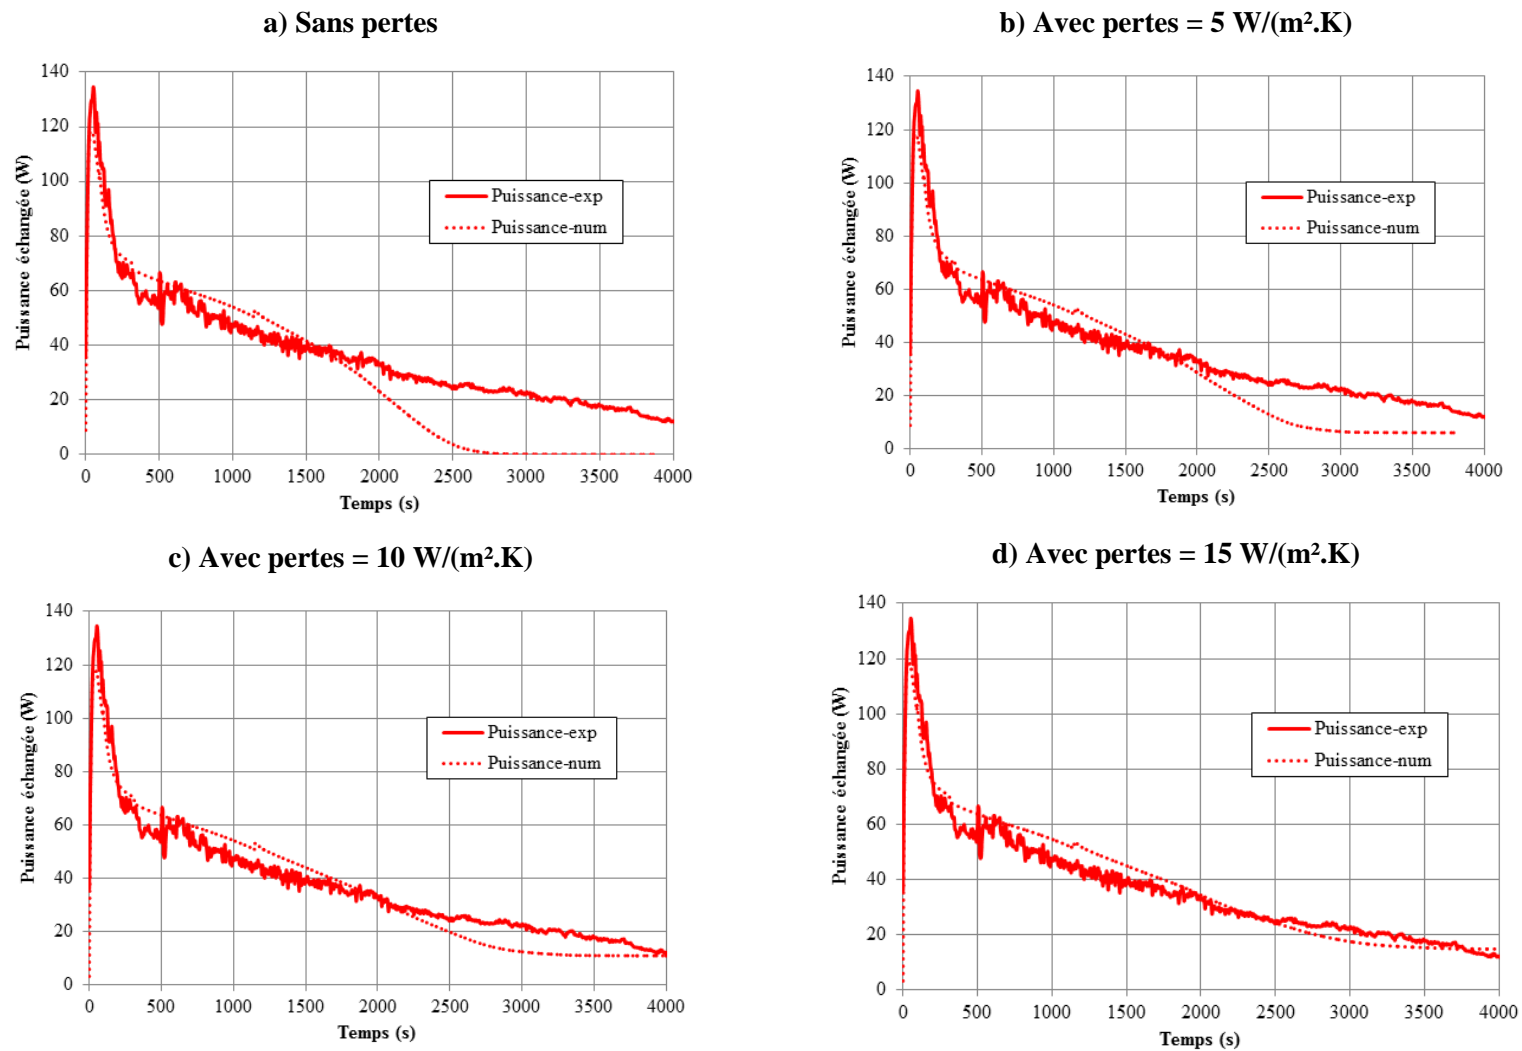 a) Sans pertes
140
120
100
80
60
40
20
0
Puissance échangée (W)
Puissance-exp
Puissance-num
0 500 1000 1500 2000 2500 3000 3500 4000
Temps (s)
b) Avec pertes = 5 W/(m².K)
140
120
100
80
60
40
20
0
Puissance échangée (W)
Puissance-exp
Puissance-num
0 500 1000 1500 2000 2500 3000 3500 4000
Temps (s)
c) Avec pertes = 10 W/(m².K)
140
120
100
80
60
40
20
0
Puissance échangée (W)
Puissance-exp
Puissance-num
0 500 1000 1500 2000 2500 3000 3500 4000
Temps (s)
d) Avec pertes = 15 W/(m².K)
140
120
100
80
60
40
20
0
Puissance échangée (W)
Puissance-exp
Puissance-num
0 500 1000 1500 2000 2500 3000 3500 4000
Temps (s)